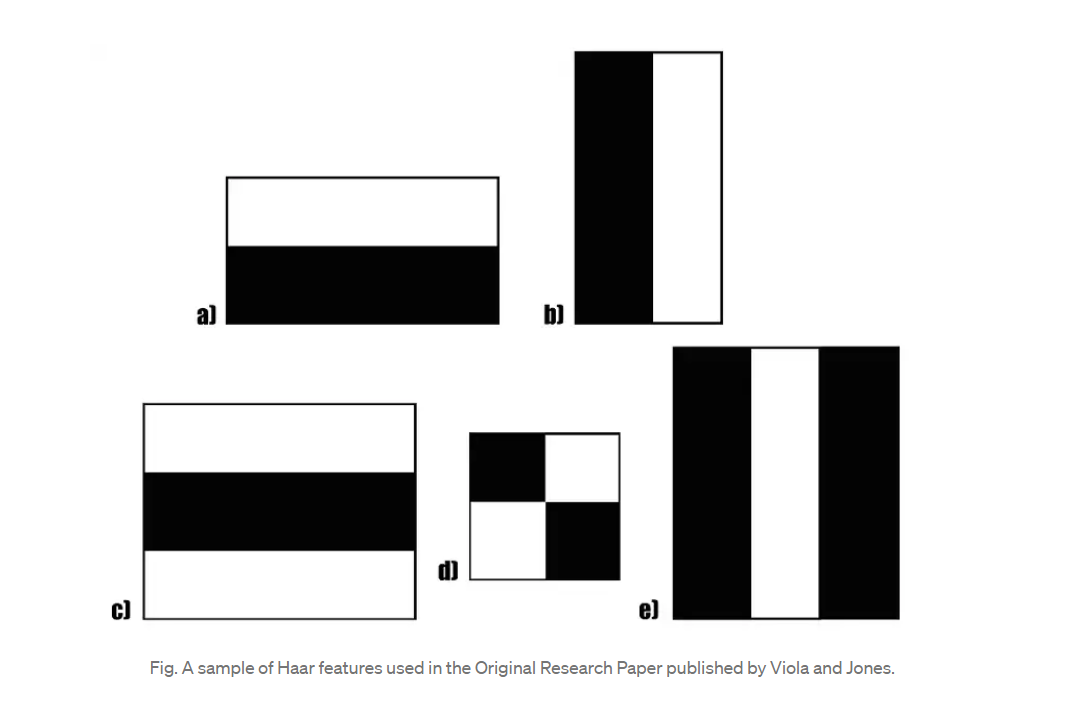 a)
b)
c)
d)
e)
Fig. A sample of Haar features used in the Original Research Paper published by Viola and Jones.